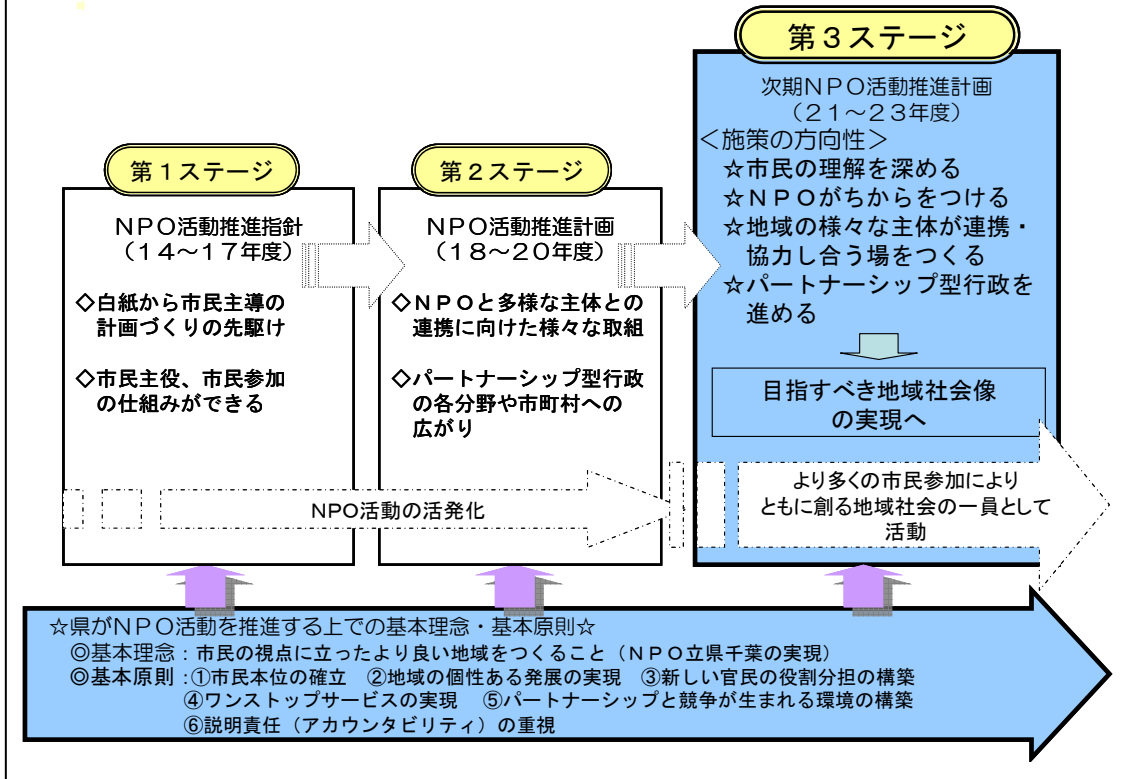 第１ステージ
ＮＰＯ活動推進指針
（１４～１７年度）
◇白紙から市民主導の
計画づくりの先駆け
◇市民主役、市民参加
の仕組みができる
第２ステージ
ＮＰＯ活動推進計画
（１８～２０年度）
◇ＮＰＯと多様な主体との
連携に向けた様々な取組
◇パートナーシップ型行政
の各分野や市町村への
広がり
第３ステージ
次期ＮＰＯ活動推進計画
（２１～２３年度）
＜施策の方向性＞
☆市民の理解を深める
☆ＮＰＯがちからをつける
☆地域の様々な主体が連携・
協力し合う場をつくる
☆パートナーシップ型行政を
進める
目指すべき地域社会像
の実現へ
NPO活動の活発化
より多くの市民参加により
ともに創る地域社会の一員として
活動
☆県がＮＰＯ活動を推進する上での基本理念・基本原則☆
◎基本理念：市民の視点に立ったより良い地域をつくること（ＮＰＯ立県千葉の実現）
◎基本原則：①市民本位の確立　②地域の個性ある発展の実現　③新しい官民の役割分担の構築
④ワンストップサービスの実現　⑤パートナーシップと競争が生まれる環境の構築
⑥説明責任（アカウンタビリティ）の重視